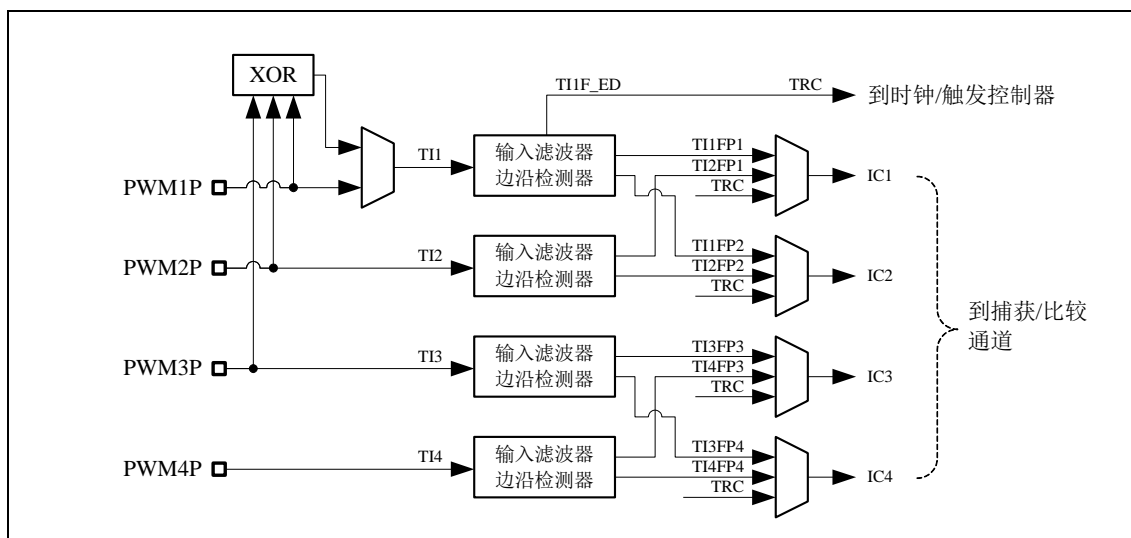 XOR
TI1F_ED
TRC
到时钟/触发控制器
PWM1P
TI1
输入滤波器
边沿检测器
TI1FP1
TI2FP1
TRC
IC1
PWM2P
TI2
输入滤波器
边沿检测器
TI1FP2
TI2FP2
TRC
IC2
到捕获/比较
通道
PWM3P
TI3
输入滤波器
边沿检测器
TI3FP3
TI4FP3
TRC
IC3
PWM4P
TI4
输入滤波器
边沿检测器
TI3FP4
TI4FP4
TRC
IC4